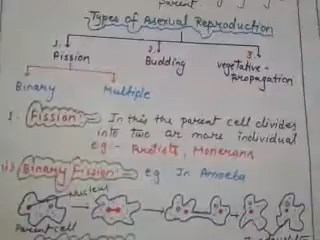 parent
Types of Asexual Reproduction
1. 2. 3.
Fission Budding vegetative-
Propagation
Binary Multiple
1. Fission:- In this the parent cell divides
into two or more individual
eg - Protists, Monerans
i) Binary Fission:- eg In Amoeba
Nucleus
Parent cell